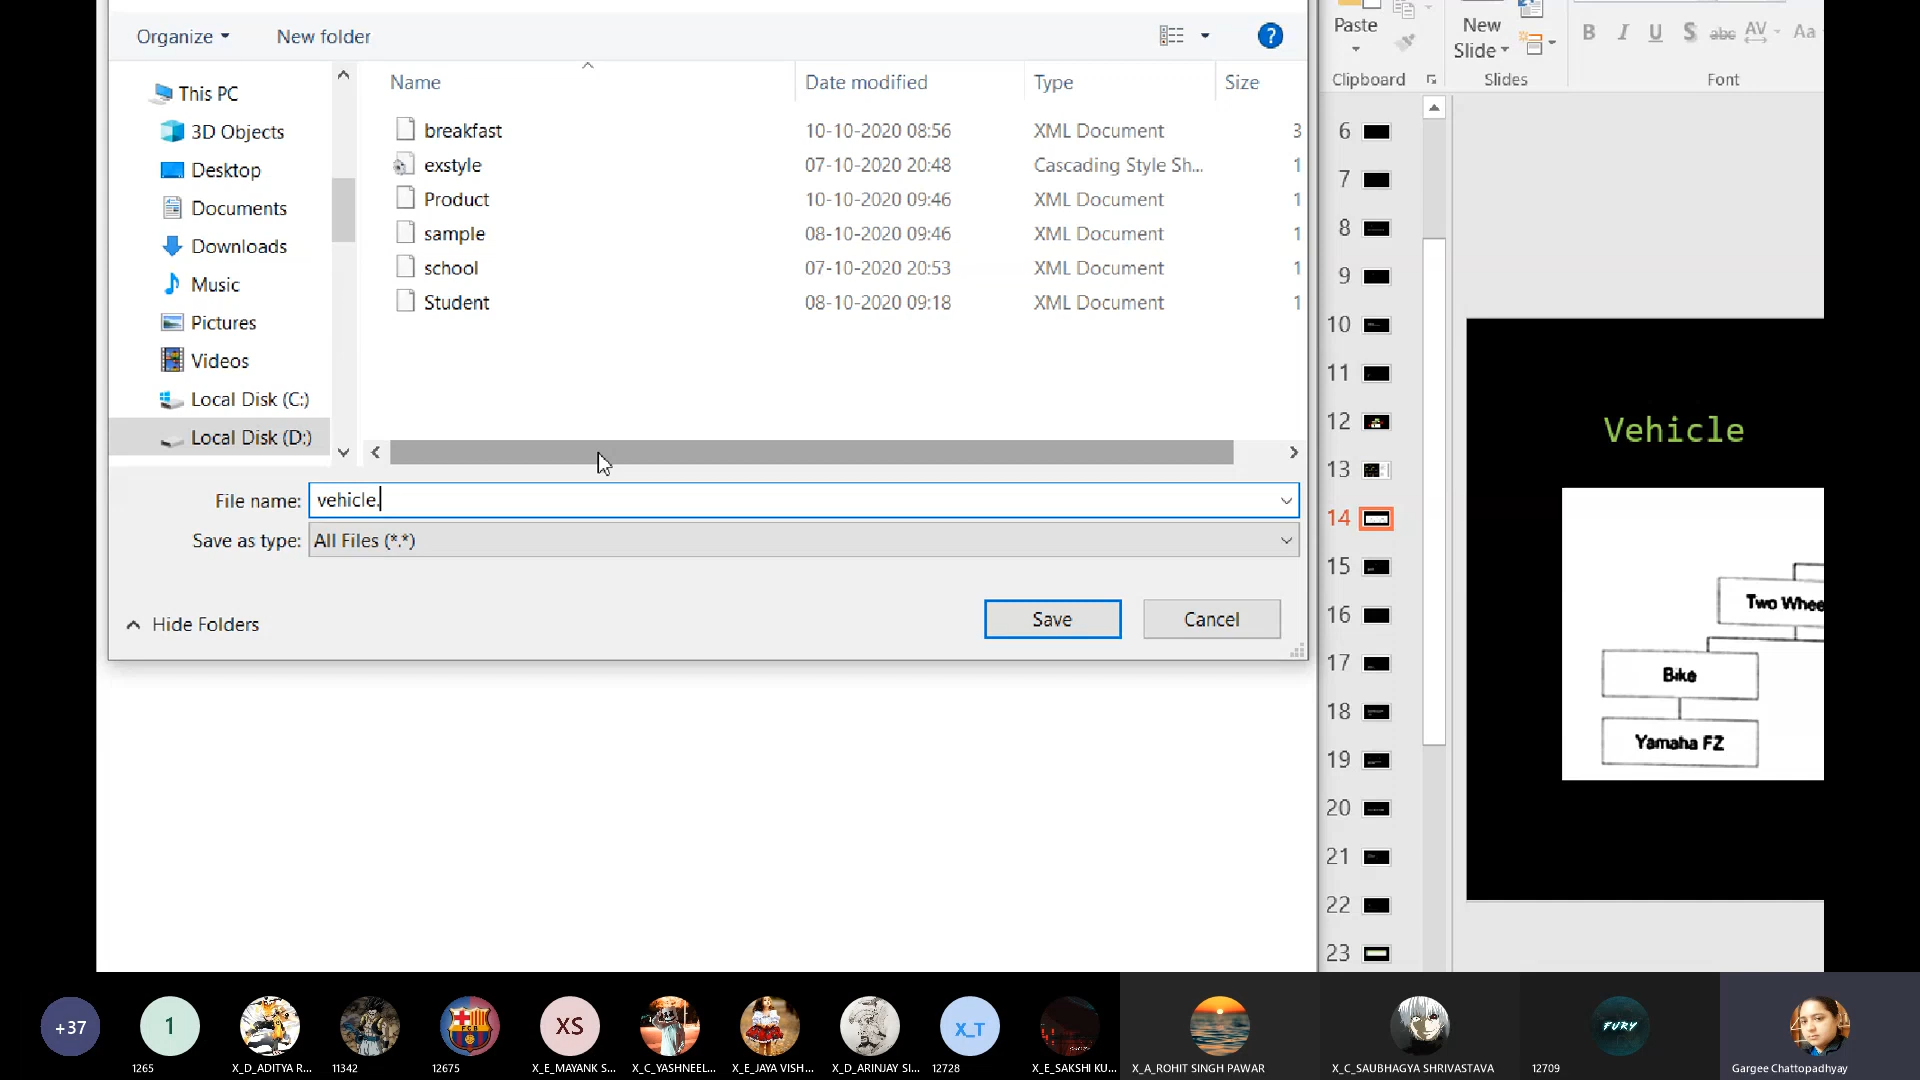 Organize
New folder
?
Name
Date modified
Type
Size
This PC
3D Objects
Desktop
Documents
Downloads
Music
Pictures
Videos
Local Disk (C:)
Local Disk (D:)
breakfast 10-10-2020 08:56 XML Document 3
exstyle 07-10-2020 20:48 Cascading Style Sh... 1
Product 10-10-2020 09:46 XML Document 1
sample 08-10-2020 09:46 XML Document 1
school 07-10-2020 20:53 XML Document 1
Student 08-10-2020 09:18 XML Document 1
File name: vehicle.
Save as type: All Files (*.*)
Hide Folders
Save
Cancel
Paste
New
Slide
B I U S abc AV Aa
Clipboard
Slides
Font
6
7
8
9
10
11
12
13
14
15
16
17
18
19
20
21
22
23
Vehicle
Two Whee
Bike
Yamaha FZ
+37
1
XS
X_T
FURY
FCB
1265
X_D_ADITYA R...
11342
12675
X_E_MAYANK S...
X_C_YASHNEEL...
X_E_JAYA VISH...
X_D_ARINJAY SI...
12728
X_E_SAKSHI KU...
X_A_ROHIT SINGH PAWAR
X_C_SAUBHAGYA SHRIVASTAVA
12709
Gargee Chattopadhyay